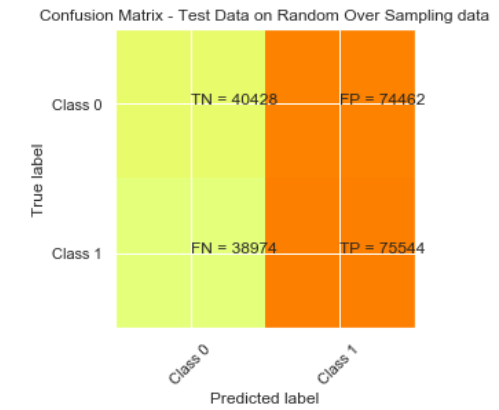 Confusion Matrix - Test Data on Random Over Sampling data
Class 0
TN = 40428
FP = 74462
True label
Class 1
FN = 38974
TP = 75544
Class 0
Class 1
Predicted label